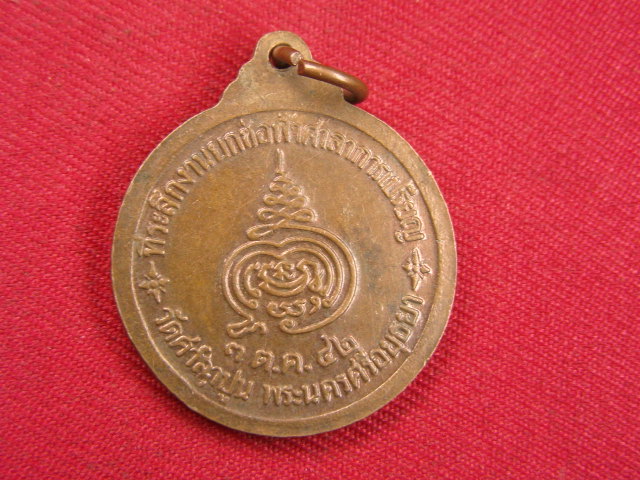 ที่ระลึกงานยกช่อฟ้าศาลาการเปรียญ
๓ ต.ค. ๔๒
วัดศาลาปูน พระนครศรีอยุธยา